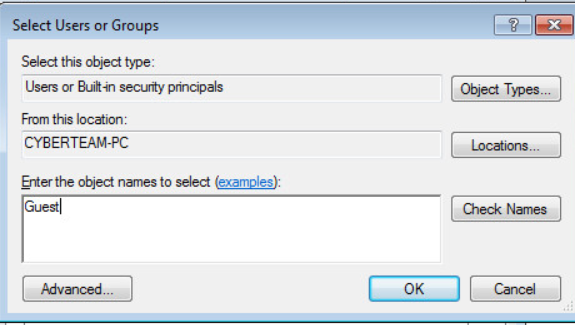 Select Users or Groups
Select this object type:
Users or Built-in security principals
Object Types...
From this location:
CYBERTEAM-PC
Locations...
Enter the object names to select (examples):
Guest
Check Names
Advanced...
OK
Cancel